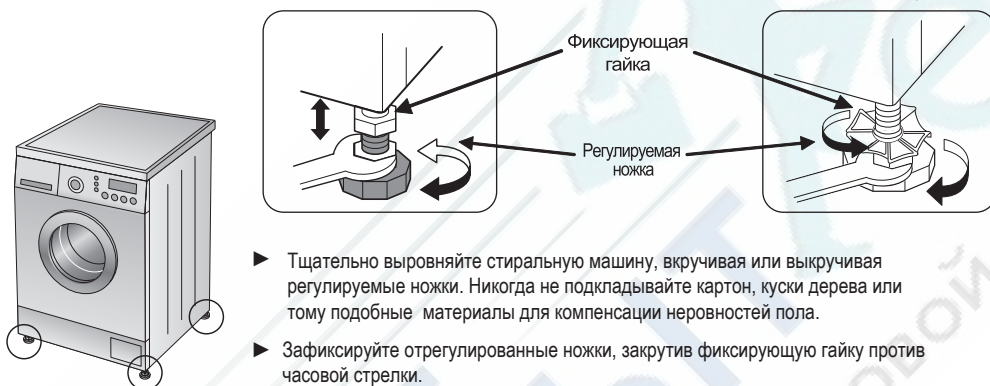 Фиксирующая
гайка
Регулируемая
ножка
► Тщательно выровняйте стиральную машину, вкручивая или выкручивая
регулируемые ножки. Никогда не подкладывайте картон, куски дерева или
тому подобные материалы для компенсации неровностей пола.
► Зафиксируйте отрегулированные ножки, закрутив фиксирующую гайку против
часовой стрелки.